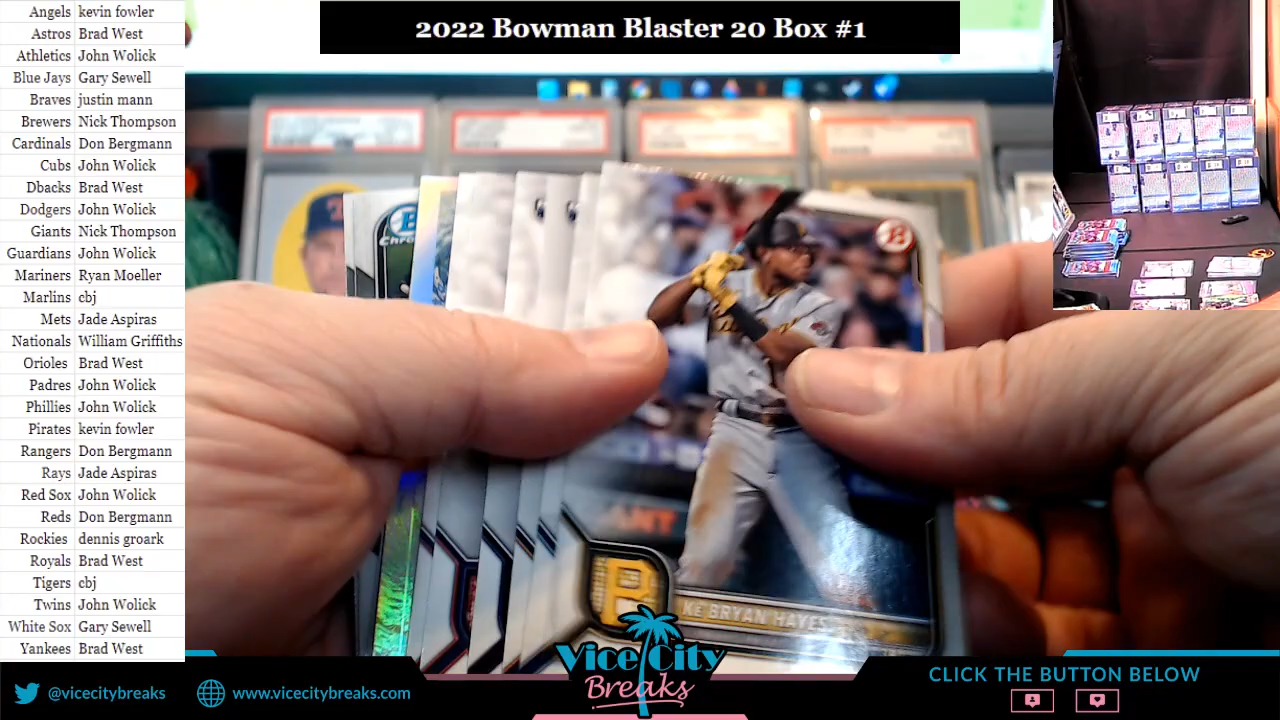 2022 Bowman Blaster 20 Box #1
Angels kevin fowler
Astros Brad West
Athletics John Wolick
Blue Jays Gary Sewell
Braves justin mann
Brewers Nick Thompson
Cardinals Don Bergmann
Cubs John Wolick
Dbacks Brad West
Dodgers John Wolick
Giants Nick Thompson
Guardians John Wolick
Mariners Ryan Moeller
Marlins cbj
Mets Jade Aspiras
Nationals William Griffiths
Orioles Brad West
Padres John Wolick
Phillies John Wolick
Pirates kevin fowler
Rangers Don Bergmann
Rays Jade Aspiras
Red Sox John Wolick
Reds Don Bergmann
Rockies dennis groark
Royals Brad West
Tigers cbj
Twins John Wolick
White Sox Gary Sewell
Yankees Brad West
B
Chro
B
P
KE BRYAN HAYES
Vice City
Breaks
@vicecitybreaks
www.vicecitybreaks.com
CLICK THE BUTTON BELOW